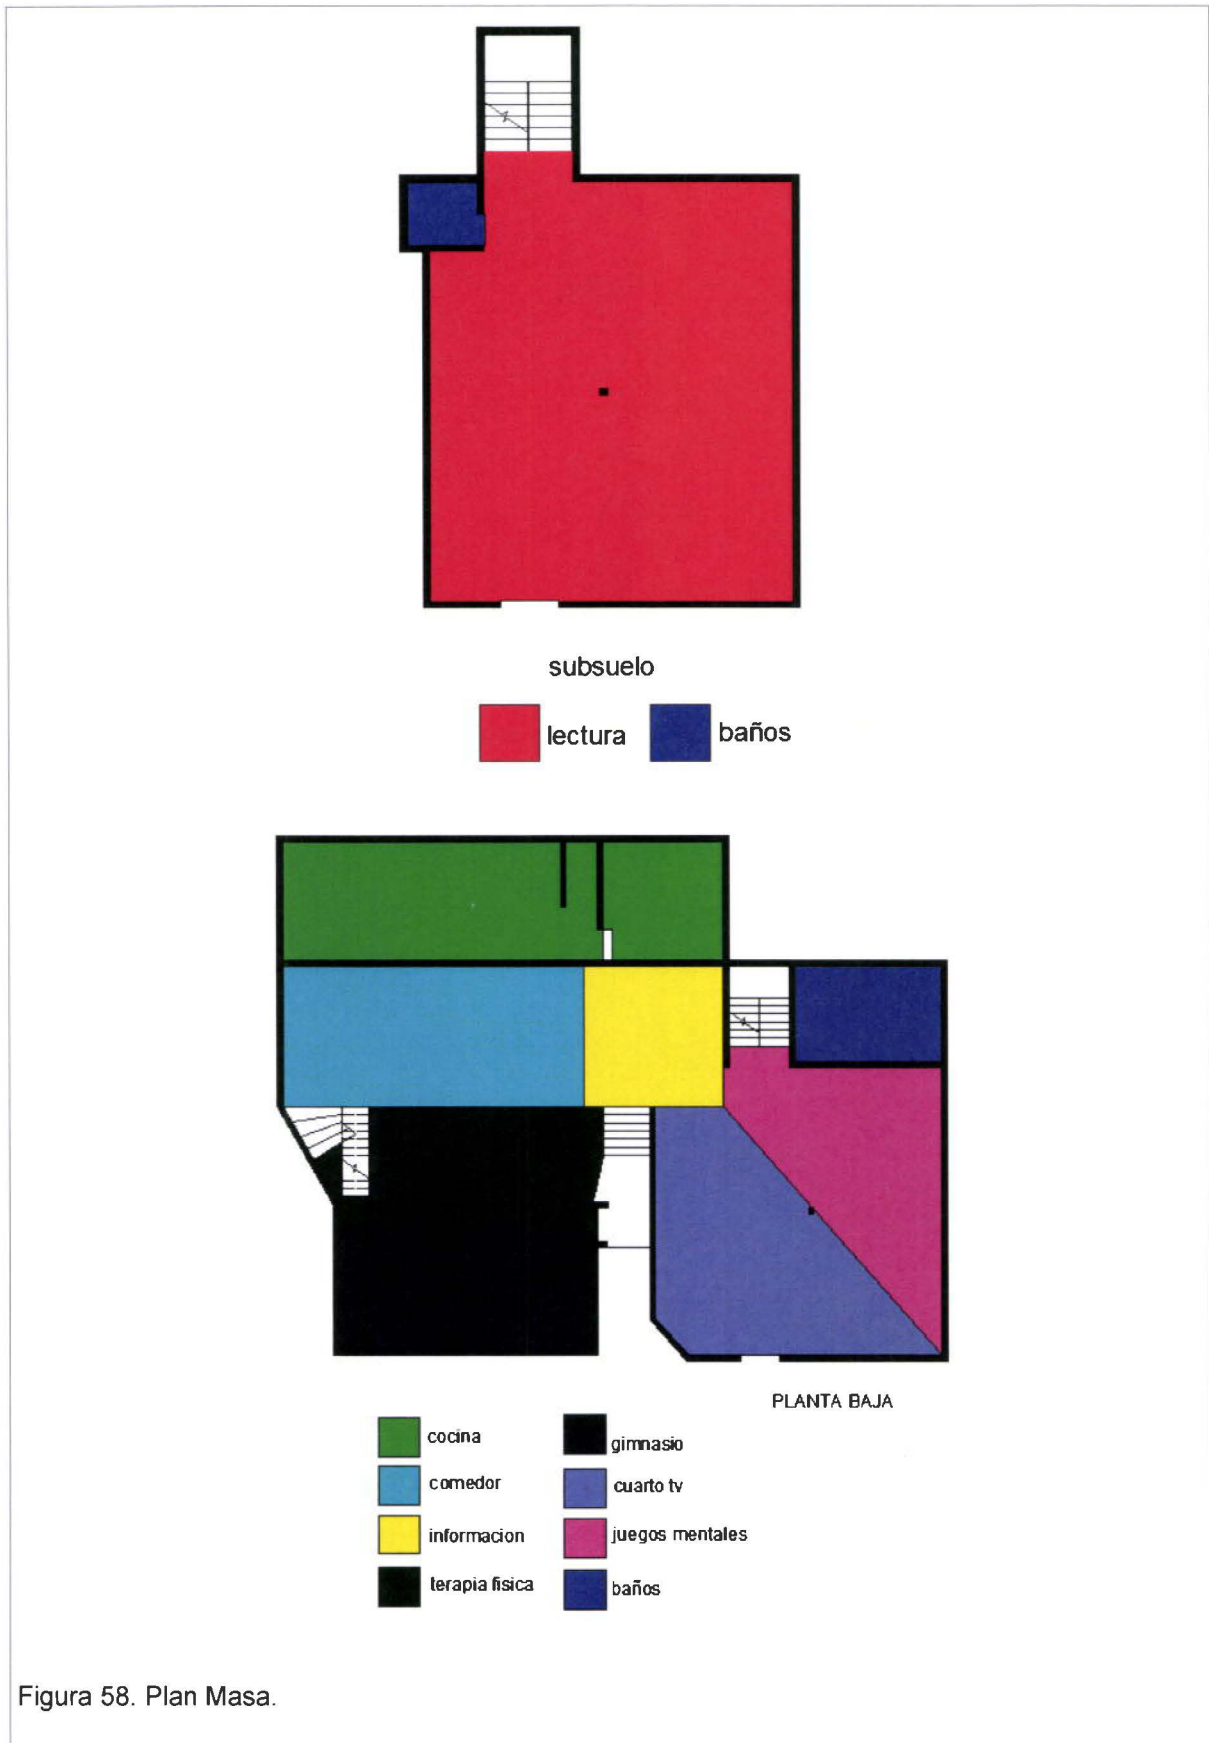 subsuelo
lectura
baños
PLANTA BAJA
cocina
gimnasio
comedor
cuarto tv
informacion
juegos mentales
terapia fisica
baños
Figura 58. Plan Masa.